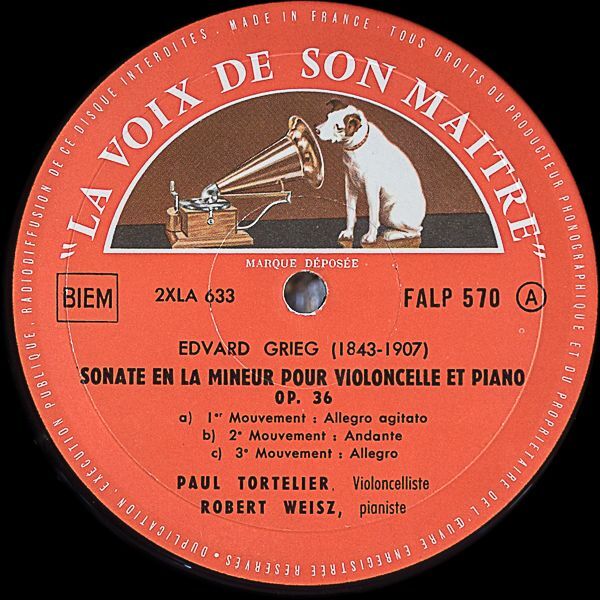 MADE IN FRANCE · TOUS DROITS DU PRODUCTEUR PHONOGRAPHIQUE ET DU PROPRIETAIRE DE L'ŒUVRE ENREGISTREE RÉSERVÉS · DUPLICATION · EXÉCUTION PUBLIQUE · RADIODIFFUSION DE CE DISQUE INTERDITES ·
"LA VOIX DE SON MAITRE"
MARQUE DÉPOSÉE
BIEM 2XLA 633 FALP 570 A
EDVARD GRIEG (1843-1907)
SONATE EN LA MINEUR POUR VIOLONCELLE ET PIANO
OP. 36
a) 1er Mouvement : Allegro agitato
b) 2e Mouvement : Andante
c) 3e Mouvement : Allegro
PAUL TORTELIER, Violoncelliste
ROBERT WEISZ, pianiste